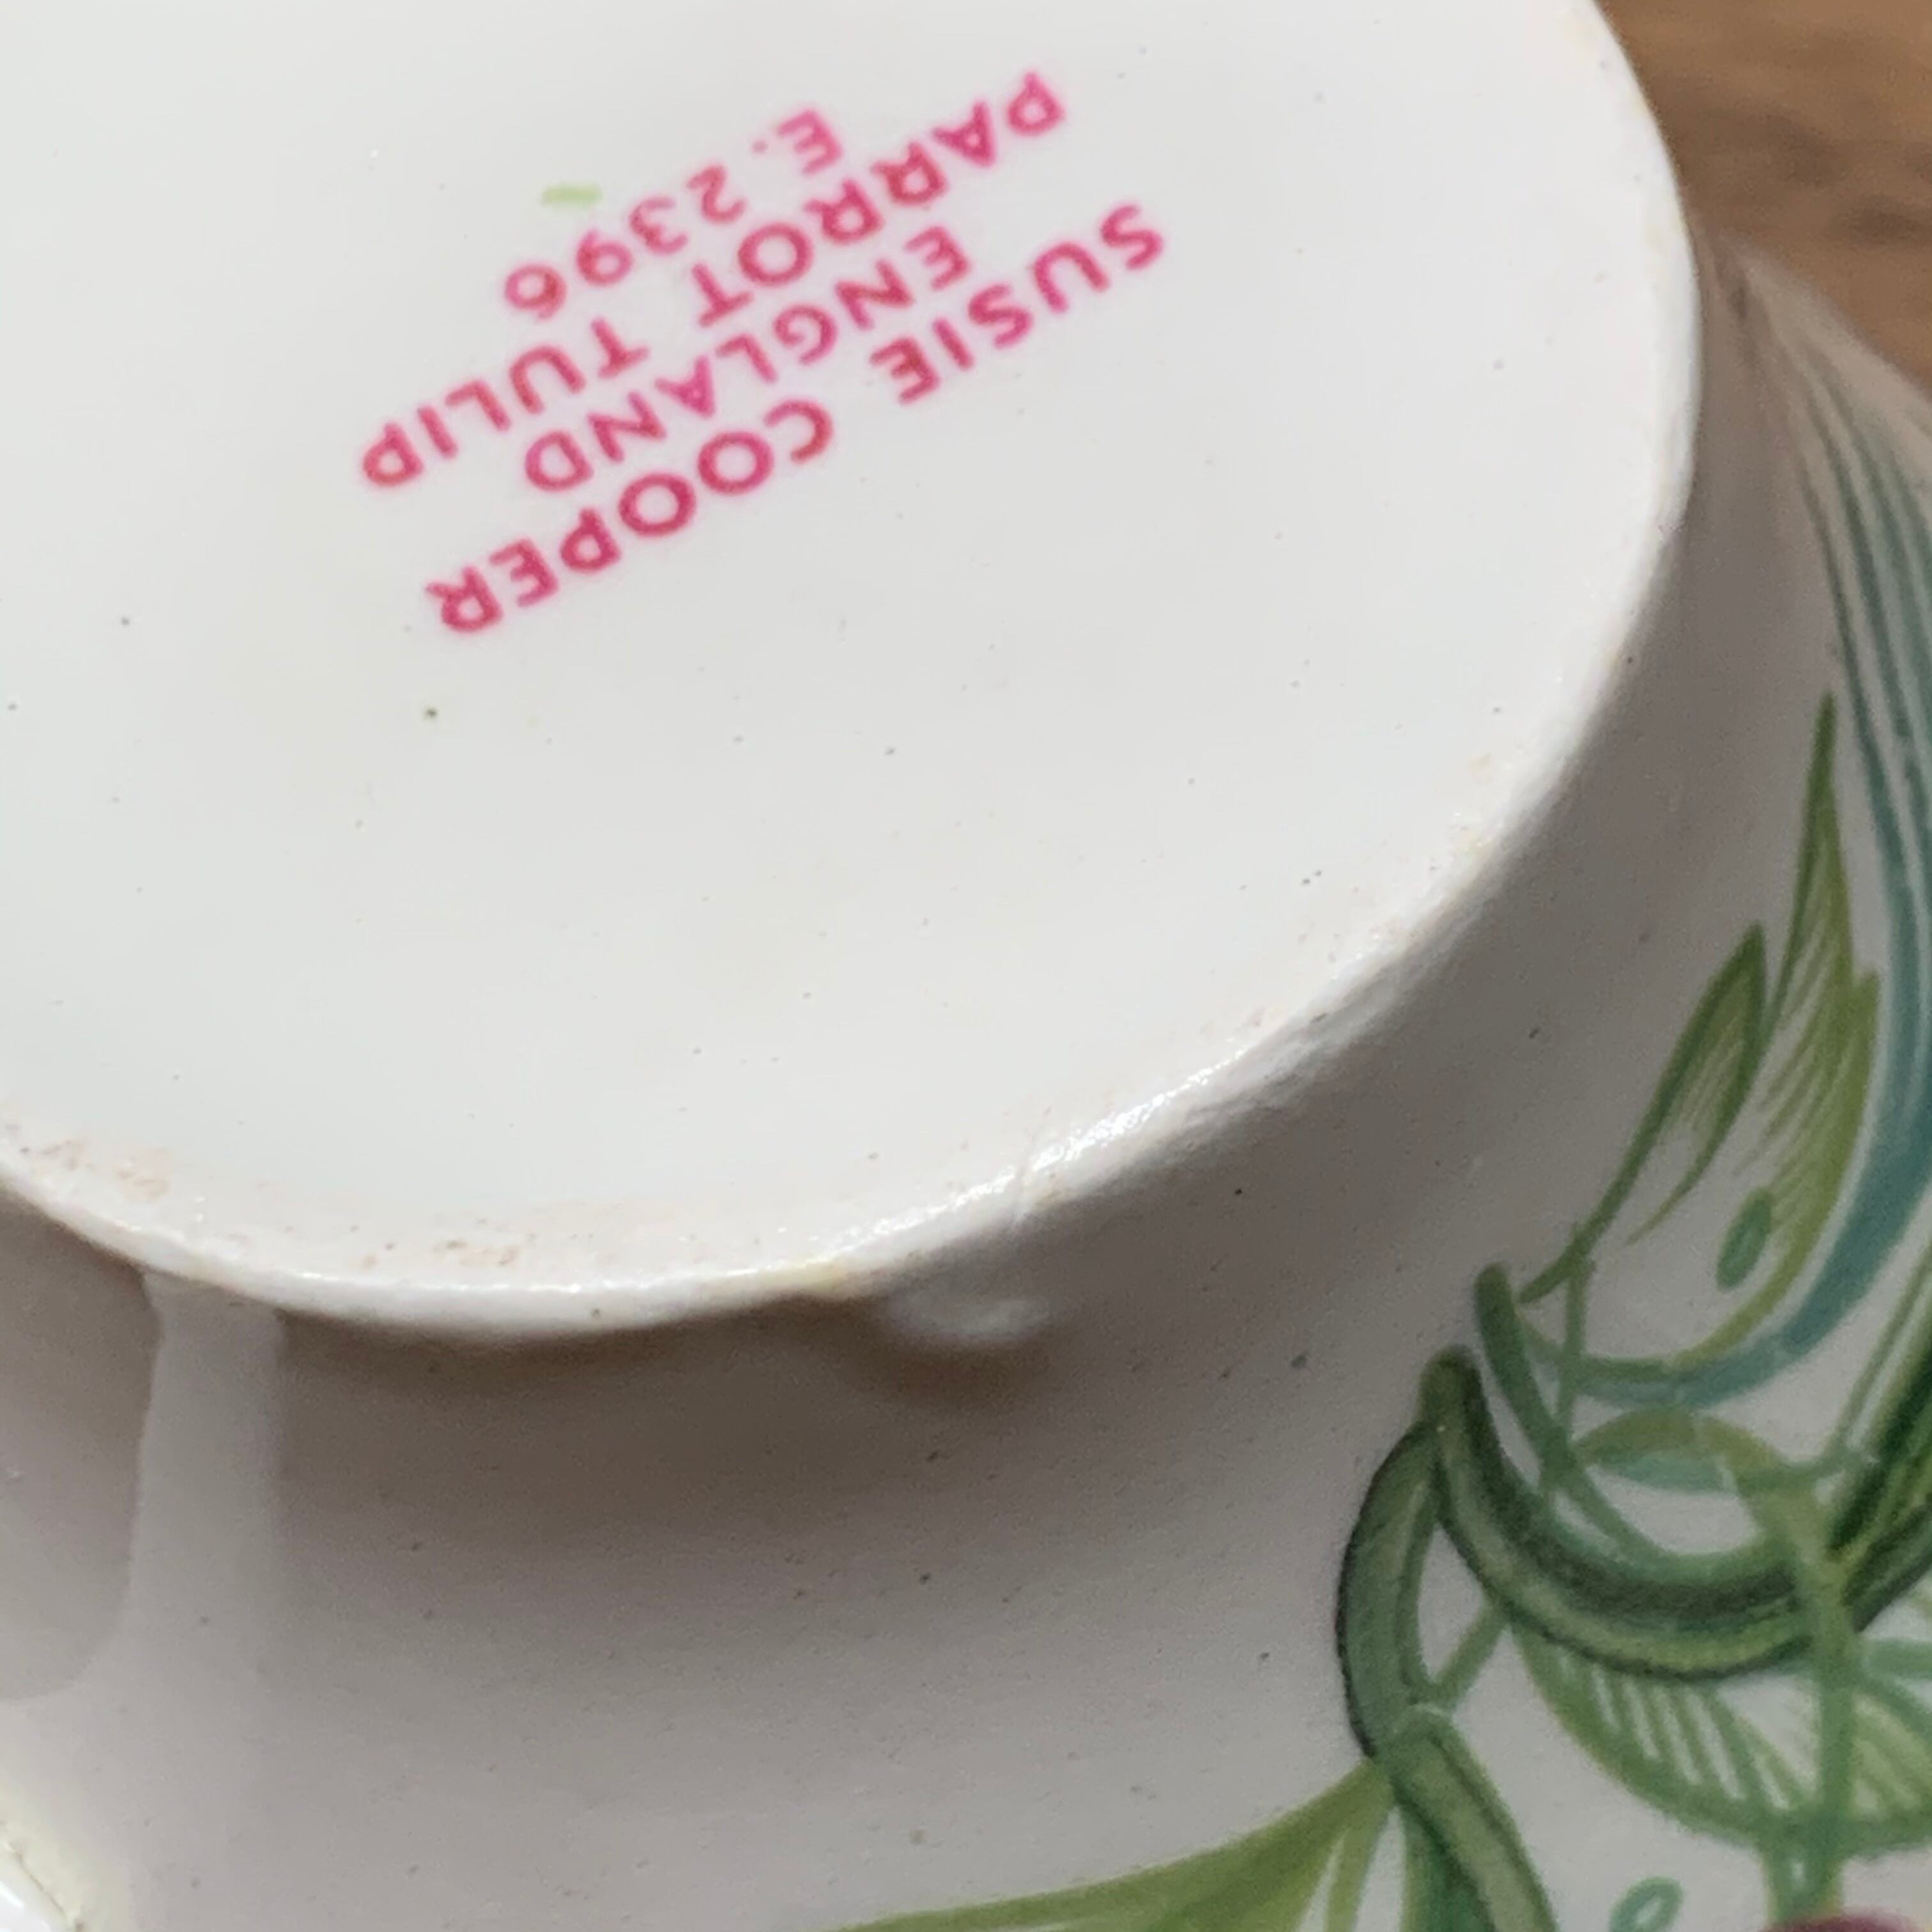 SUSIE COOPER
ENGLAND
PARROT TULIP
E. 2396